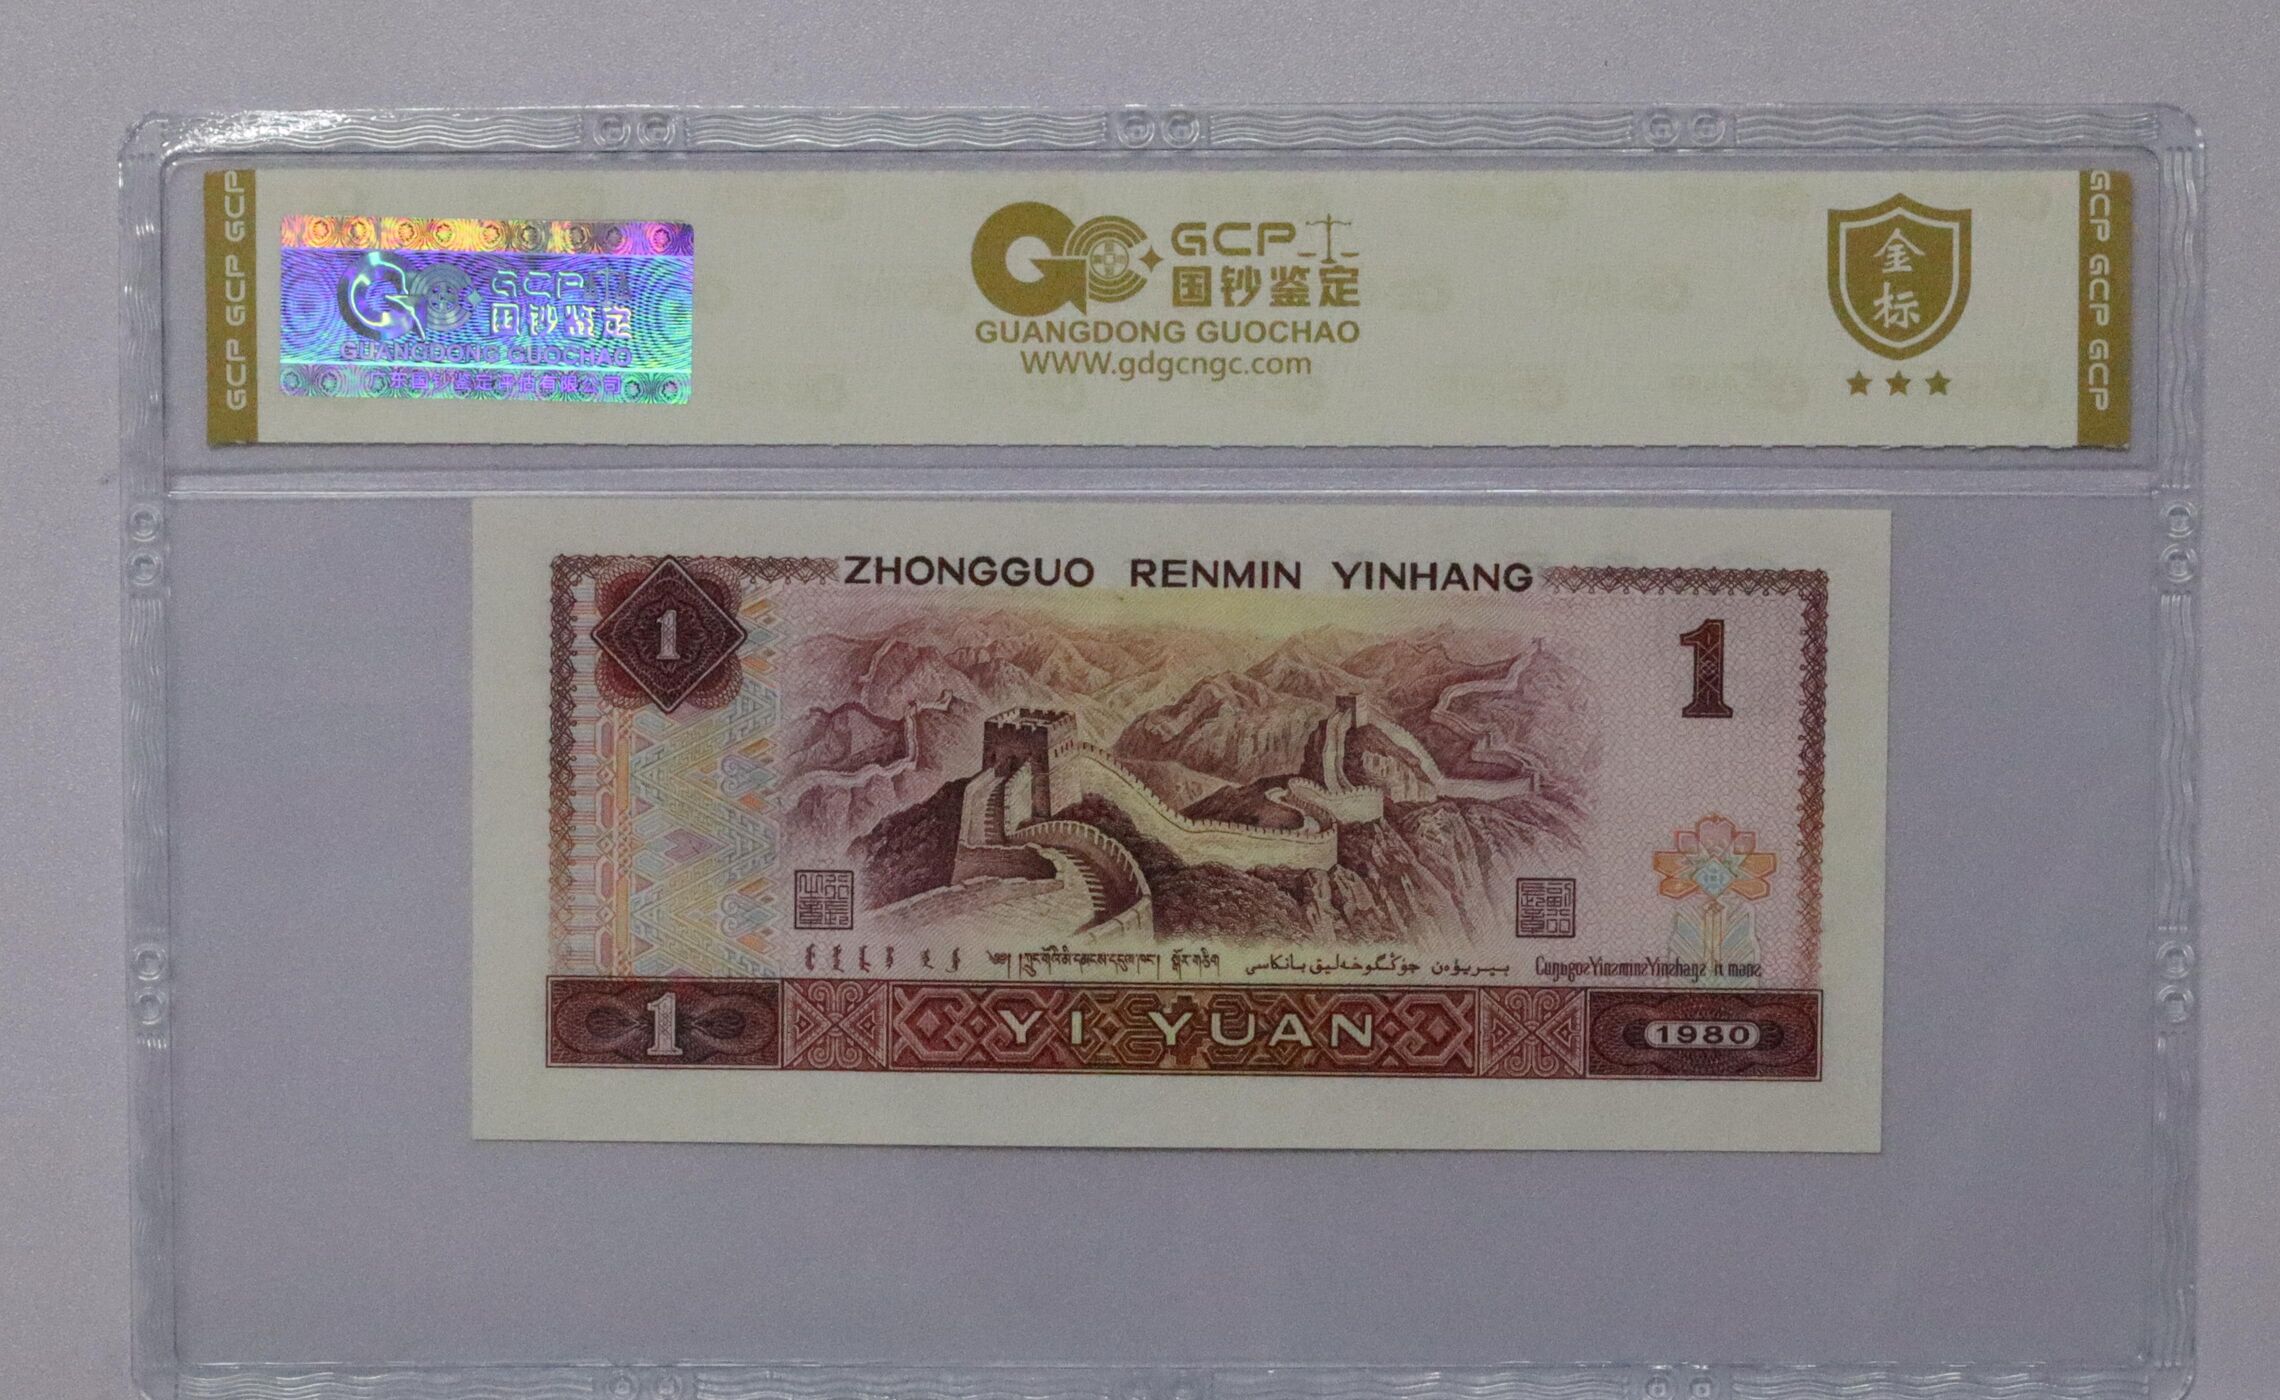 GCP GCP GCP
GCP
国钞鉴定
GUANGDONG GUOCHAO
广东国钞鉴定评估有限公司
GCP
国钞鉴定
GUANGDONG GUOCHAO
WWW.gdgcngc.com
金
标
GCP GCP GCP
ZHONGGUO RENMIN YINHANG
1
1
1
YI YUAN
1980